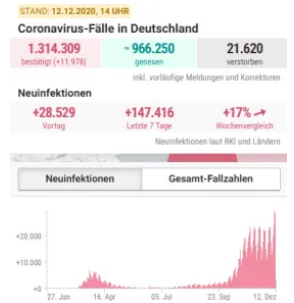 STAND: 12.12.2020, 14 UHR
Coronavirus-Fälle in Deutschland
1.314.309 ≈ 966.250 21.620
bestätigt (+11.978) genesen verstorben
inkl. vorläufige Meldungen und Korrekturen
Neuinfektionen
+28.529 +147.416 +17%
Vortag Letzte 7 Tage Wochenvergleich
Neuinfektionen laut RKI und Ländern
Neuinfektionen Gesamt-Fallzahlen
+20.000
+10.000
0
27. Jan 16. Apr 05. Jul 23. Sep 12. Dez